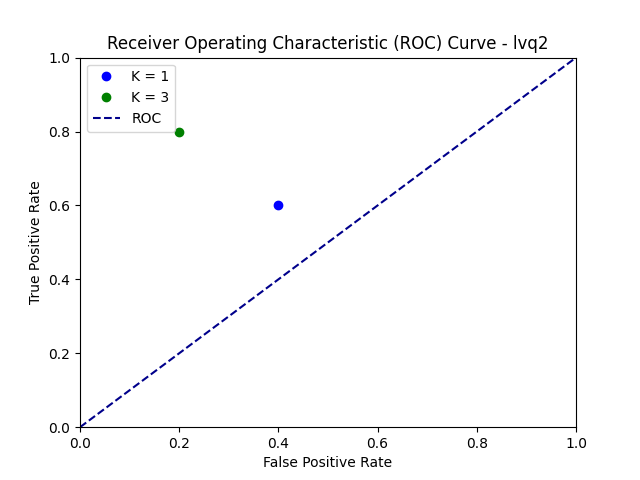 Receiver Operating Characteristic (ROC) Curve - lvq2
1.0
K = 1
K = 3
ROC
0.8
0.6
0.4
0.2
0.0
True Positive Rate
0.0 0.2 0.4 0.6 0.8 1.0
False Positive Rate